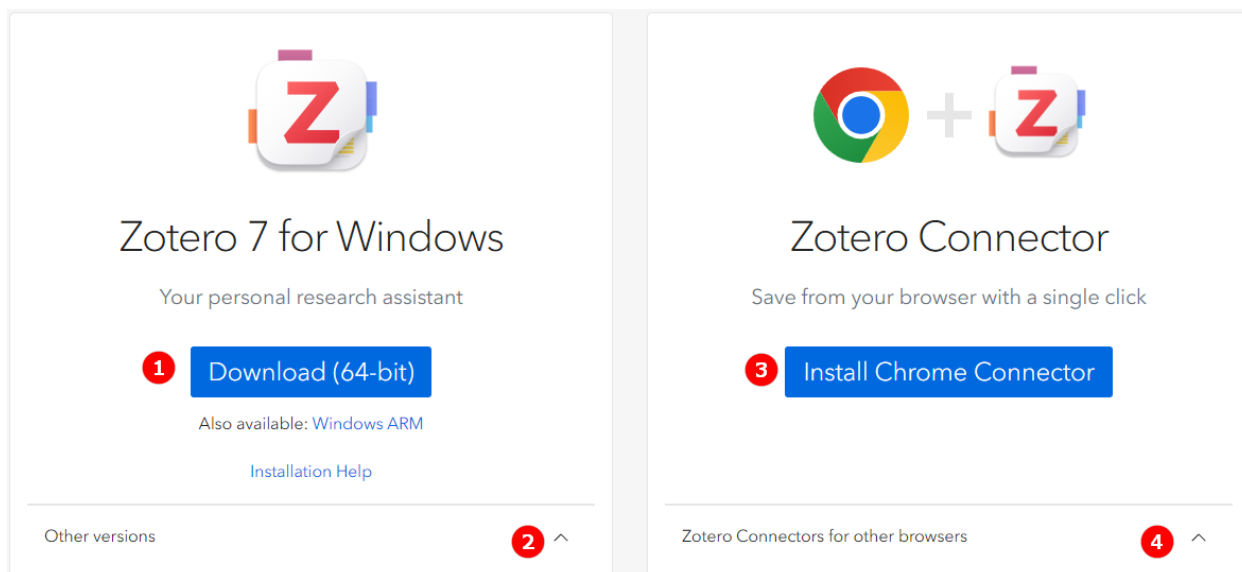 Z
Z
Zotero 7 for Windows
Your personal research assistant
1 Download (64-bit)
Also available: Windows ARM
Installation Help
Other versions 2
Zotero Connector
Save from your browser with a single click
3 Install Chrome Connector
Zotero Connectors for other browsers 4